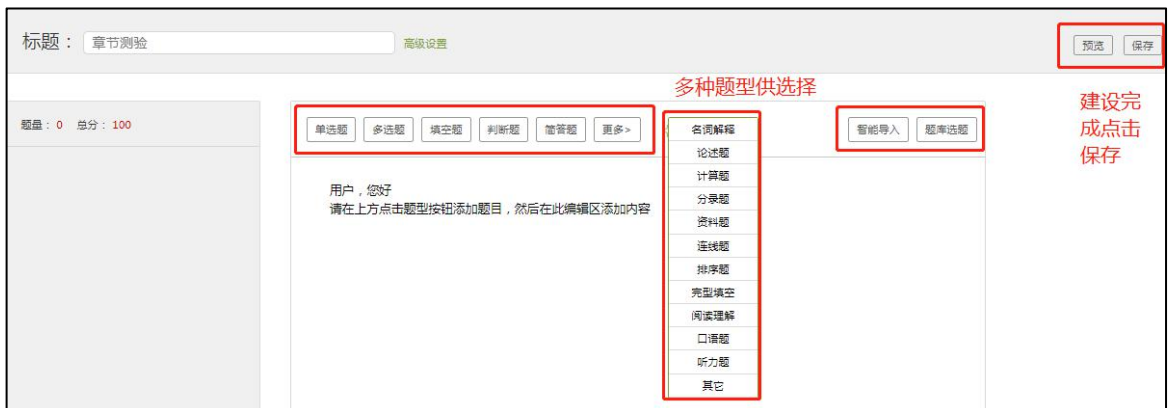 标题： 章节测验 高级设置 预览 保存
多种题型供选择
建设完
成点击
保存
题量：0 总分：100
单选题 多选题 填空题 判断题 简答题 更多> 智能导入 题库选题
名词解释
论述题
计算题
分录题
资料题
连线题
排序题
完型填空
阅读理解
口语题
听力题
其它
用户，您好
请在上方点击题型按钮添加题目，然后在此编辑区添加内容